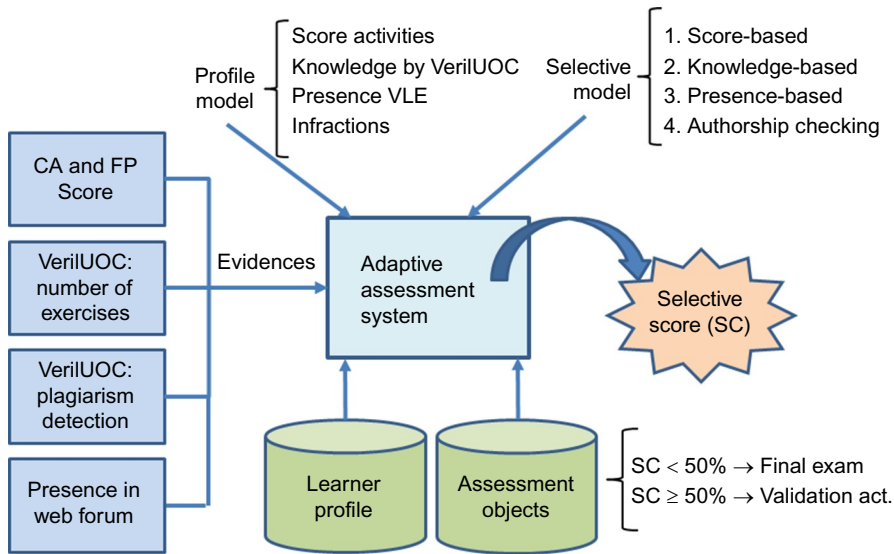 Profile
model
Score activities
Knowledge by VerilUOC
Presence VLE
Infractions
Selective
model
1. Score-based
2. Knowledge-based
3. Presence-based
4. Authorship checking
CA and FP
Score
VerilUOC:
number of
exercises
VerilUOC:
plagiarism
detection
Presence in
web forum
Evidences
Adaptive
assessment
system
Selective
score (SC)
Learner
profile
Assessment
objects
SC < 50% → Final exam
SC ≥ 50% → Validation act.